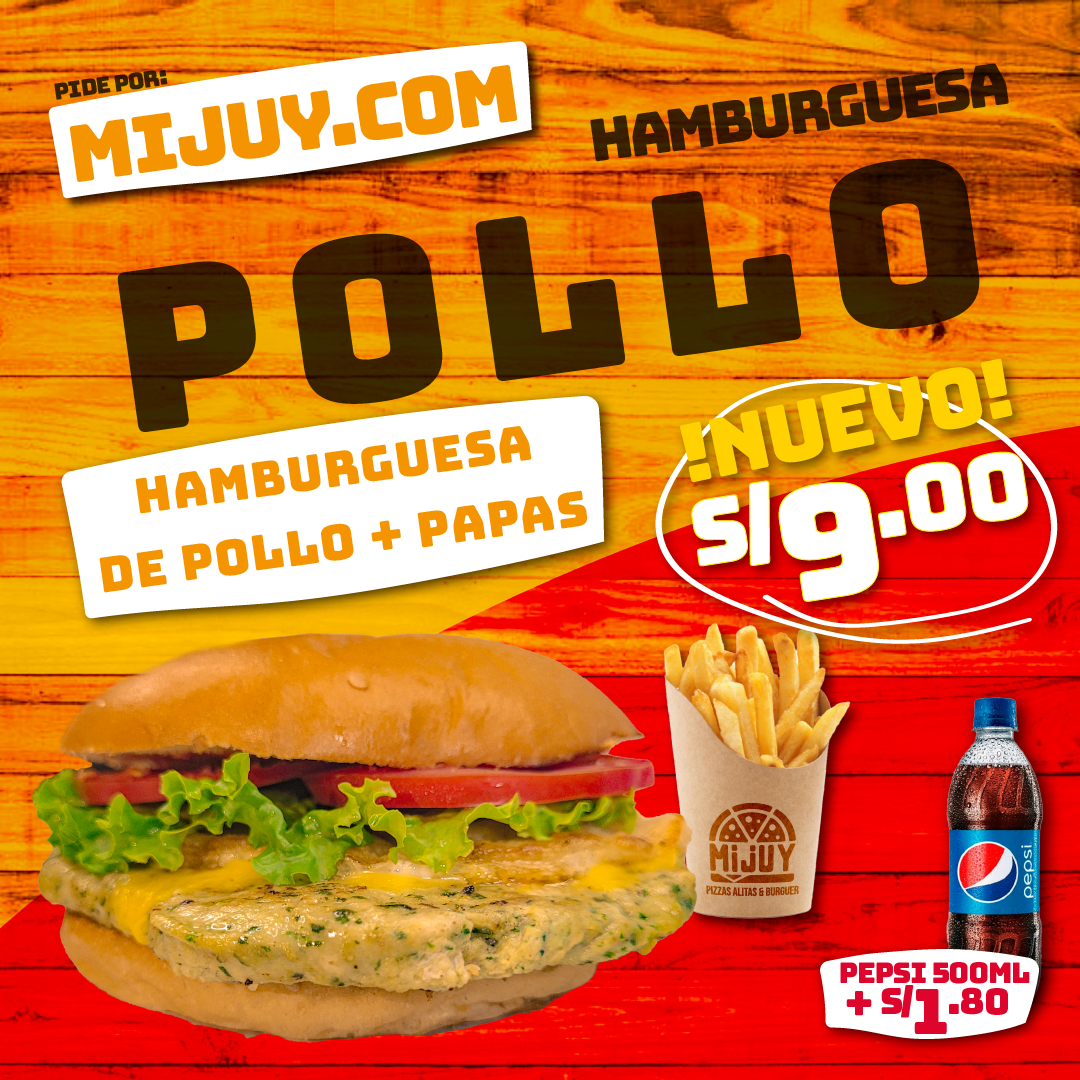 PIDE POR:
MIJUY.COM
HAMBURGUESA
POLLO
HAMBURGUESA
DE POLLO + PAPAS
!NUEVO!
S/9.00
MiJUY
PIZZAS ALITAS & BURGUER
pepsi
PEPSI 500ML
+ S/1.80